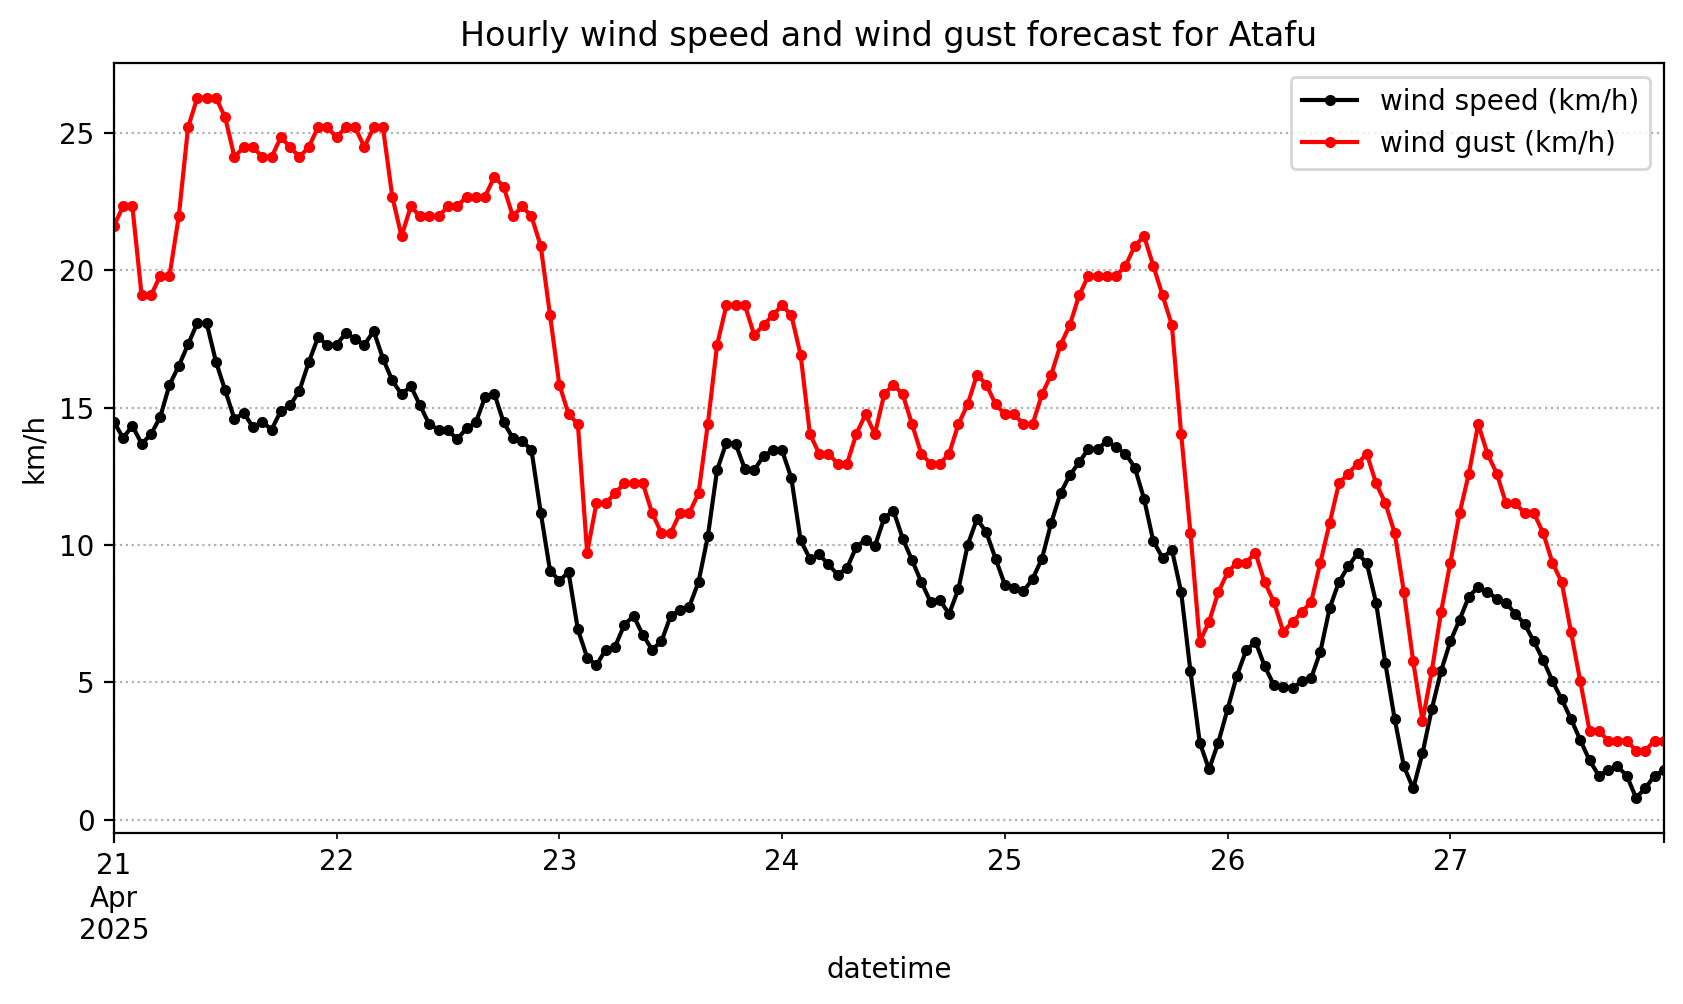 Hourly wind speed and wind gust forecast for Atafu
wind speed (km/h)
wind gust (km/h)
km/h
25
20
15
10
5
0
21 22 23 24 25 26 27
Apr
2025
datetime